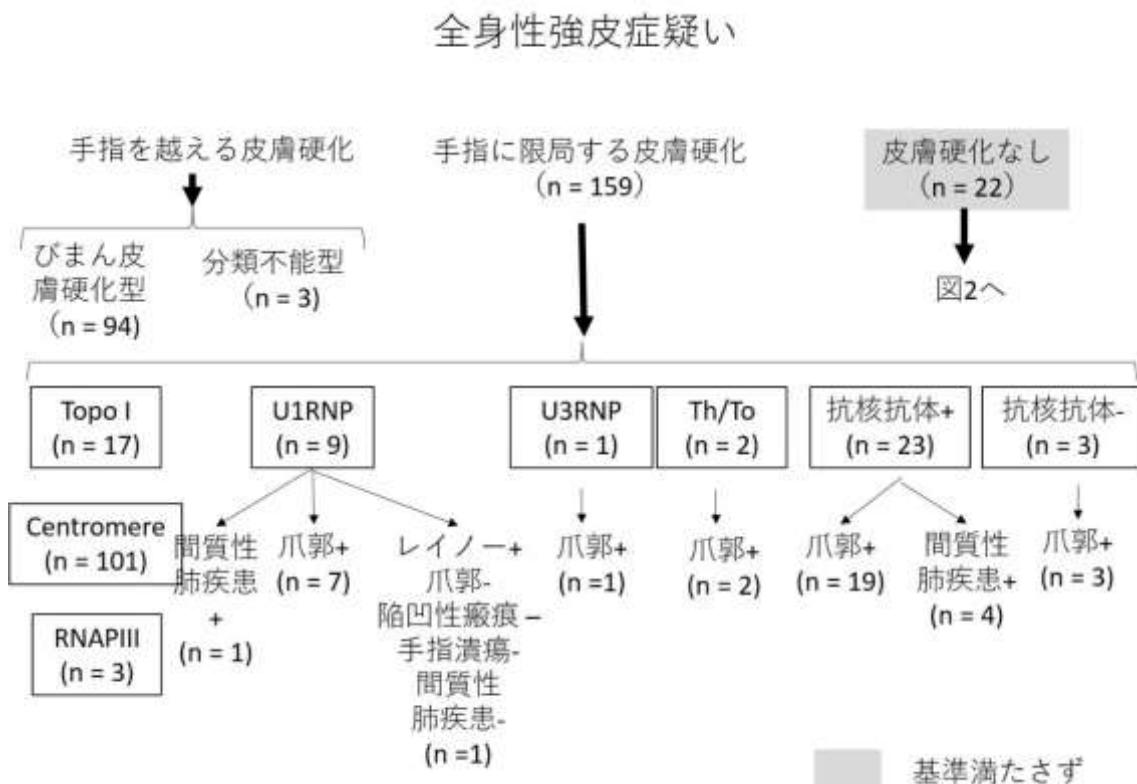 全身性強皮症疑い
手指を越える皮膚硬化
びまん皮
膚硬化型
（n = 94)
分類不能型
（n = 3)
手指に限局する皮膚硬化
（n = 159)
皮膚硬化なし
（n = 22)
図2へ
Topo I
(n = 17)
Centromere
(n = 101)
RNAPIII
(n = 3)
U1RNP
(n = 9)
間質性
肺疾患
+
(n = 1)
爪郭+
(n = 7)
レイノー+
爪郭-
陥凹性瘢痕 –
手指潰瘍-
間質性
肺疾患-
(n =1)
U3RNP
(n = 1)
爪郭+
(n =1)
Th/To
(n = 2)
爪郭+
(n = 2)
抗核抗体+
(n = 23)
爪郭+
(n = 19)
間質性
肺疾患+
(n = 4)
抗核抗体-
(n = 3)
爪郭+
(n = 3)
基準満たさず